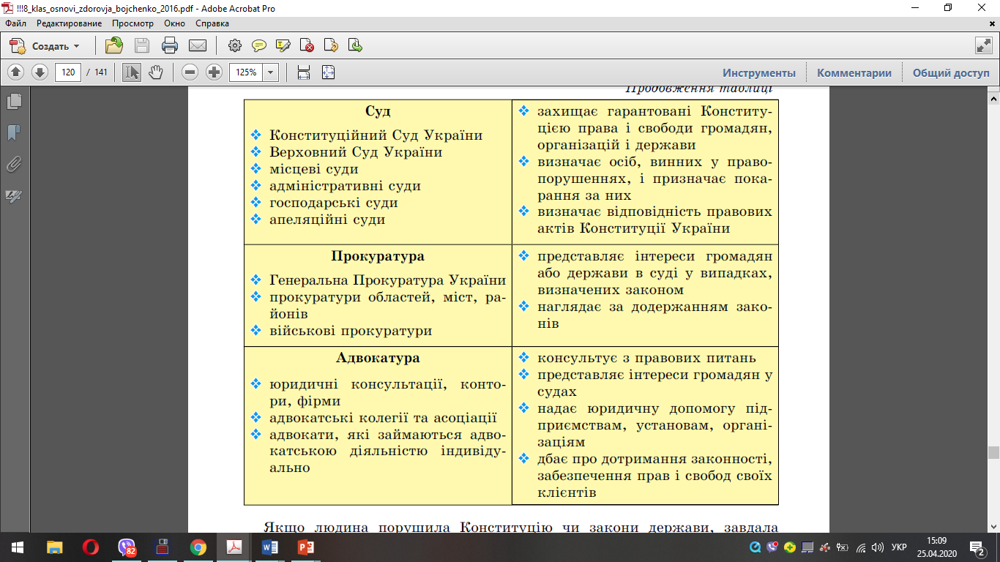 !!!8_klas_osnovi_zdorovja_bojchenko_2016.pdf - Adobe Acrobat Pro
Файл Редактирование Просмотр Окно Справка
Создать
120 / 141 125% Инструменты Комментарии Общий доступ
Продовження таблиці
Суд
Конституційний Суд України
Верховний Суд України
місцеві суди
адміністративні суди
господарські суди
апеляційні суди
захищає гарантовані Конститу-
цією права і свободи громадян,
організацій і держави
визначає осіб, винних у право-
порушеннях, і призначає пока-
рання за них
визначає відповідність правових
актів Конституції України
Прокуратура
Генеральна Прокуратура України
прокуратури областей, міст, ра-
йонів
військові прокуратури
представляє інтереси громадян
або держави в суді у випадках,
визначених законом
наглядає за додержанням зако-
нів
Адвокатура
юридичні консультації, конто-
ри, фірми
адвокатські колегії та асоціації
адвокати, які займаються адво-
катською діяльністю індивіду-
ально
консультує з правових питань
представляє інтереси громадян у
судах
надає юридичну допомогу під-
приємствам, установам, органі-
заціям
дбає про дотримання законності,
забезпечення прав і свобод своїх
клієнтів
Якщо людина порушила Конституцію чи закони держави, завдала
82
УКР
15:09
25.04.2020
2